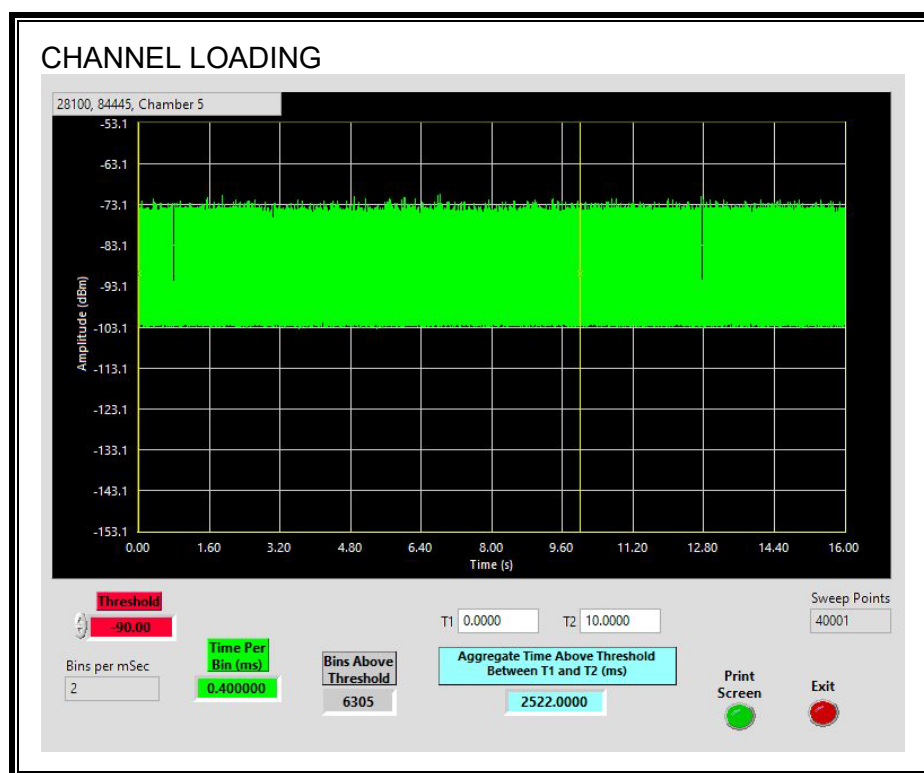 CHANNEL LOADING
28100, 84445, Chamber 5
-53.1
-63.1
-73.1
-83.1
-93.1
-103.1
-113.1
-123.1
-133.1
-143.1
-153.1
Amplitude (dBm)
0.00 1.60 3.20 4.80 6.40 8.00 9.60 11.20 12.80 14.40 16.00
Time (s)
Threshold
-90.00
Bins per mSec
2
Time Per
Bin (ms)
0.400000
Bins Above
Threshold
6305
T1 0.0000 T2 10.0000
Aggregate Time Above Threshold
Between T1 and T2 (ms)
2522.0000
Sweep Points
40001
Print
Screen
Exit